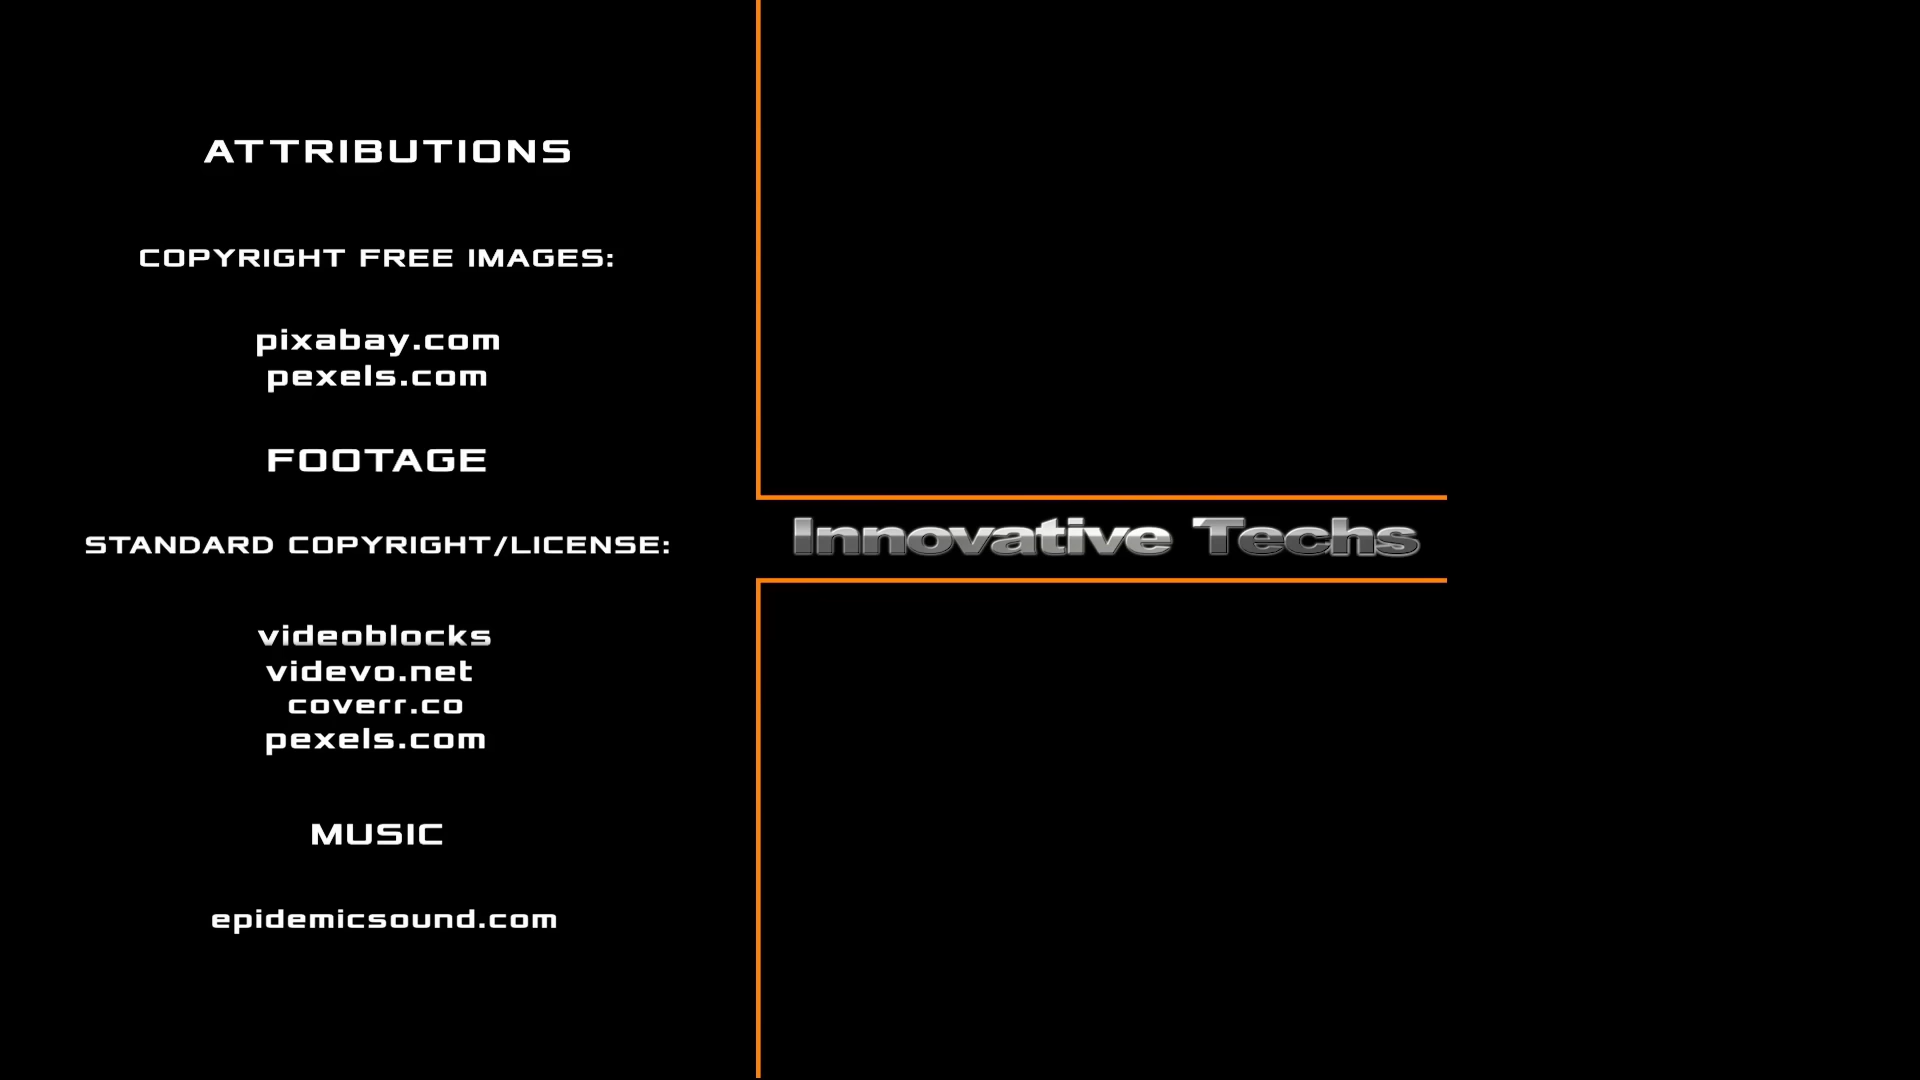 ATTRIBUTIONS
COPYRIGHT FREE IMAGES:
pixabay.com
pexels.com
FOOTAGE
STANDARD COPYRIGHT/LICENSE:
videoblocks
videvo.net
coverr.co
pexels.com
MUSIC
epidemicsound.com
Innovative Techs